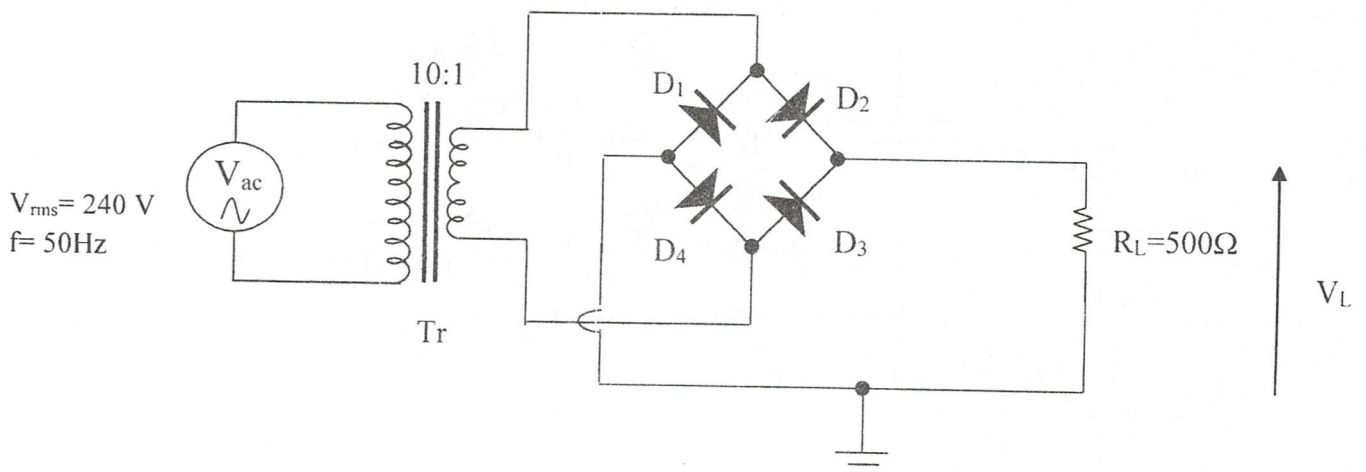 10:1
D₁
D₂
Vac
Vrms= 240 V
f= 50Hz
D₄
D₃
RL=500Ω
VL
Tr